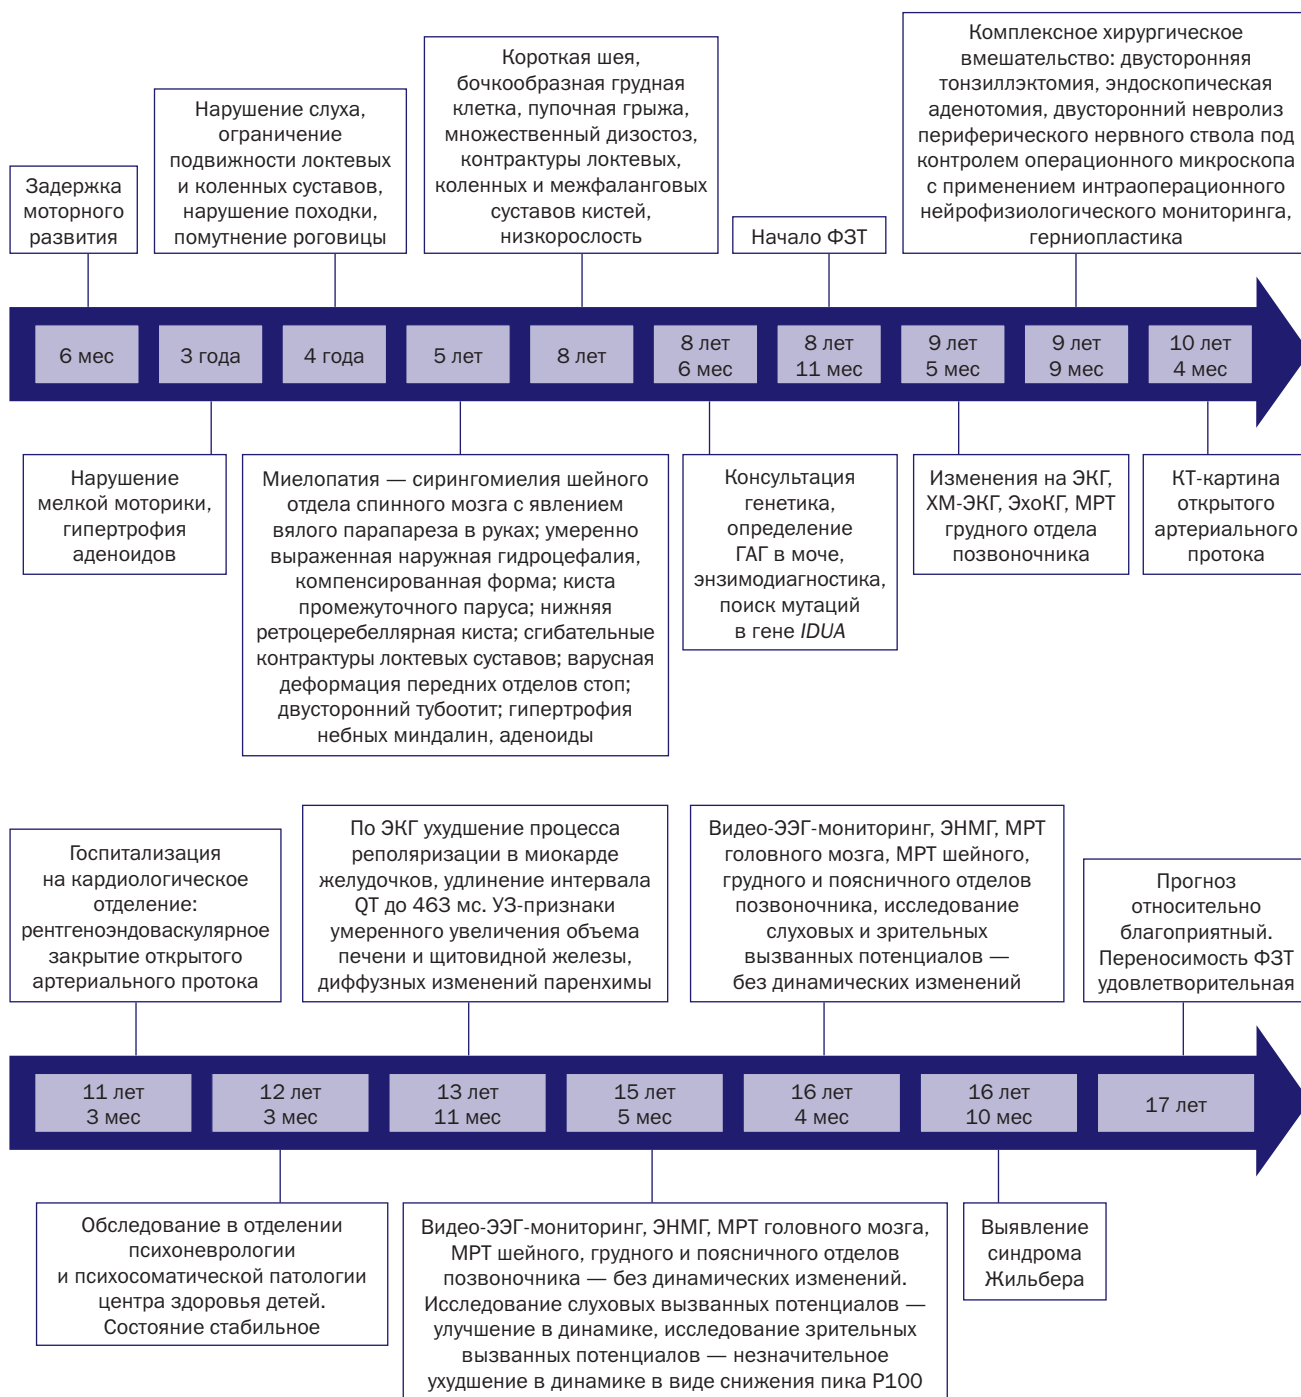 Задержка
моторного
развития
Нарушение слуха,
ограничение
подвижности локтевых
и коленных суставов,
нарушение походки,
помутнение роговицы
Короткая шея,
бочкообразная грудная
клетка, пупочная грыжа,
множественный дизостоз,
контрактуры локтевых,
коленных и межфаланговых
суставов кистей,
низкорослость
Начало ФЗТ
Комплексное хирургическое
вмешательство: двусторонняя
тонзиллэктомия, эндоскопическая
аденотомия, двусторонний невролиз
периферического нервного ствола под
контролем операционного микроскопа
с применением интраоперационного
нейрофизиологического мониторинга,
герниопластика
6 мес
3 года
4 года
5 лет
8 лет
8 лет
6 мес
8 лет
11 мес
9 лет
5 мес
9 лет
9 мес
10 лет
4 мес
Нарушение
мелкой моторики,
гипертрофия
аденоидов
Миелопатия — сирингомиелия шейного
отдела спинного мозга с явлением
вялого парапареза в руках; умеренно
выраженная наружная гидроцефалия,
компенсированная форма; киста
промежуточного паруса; нижняя
ретроцеребеллярная киста; сгибательные
контрактуры локтевых суставов; варусная
деформация передних отделов стоп;
двусторонний тубоотит; гипертрофия
небных миндалин, аденоиды
Консультация
генетика,
определение
ГАГ в моче,
энзимодиагностика,
поиск мутаций
в гене IDUA
Изменения на ЭКГ,
ХМ-ЭКГ, ЭхоКГ, МРТ
грудного отдела
позвоночника
КТ-картина
открытого
артериального
протока
Госпитализация
на кардиологическое
отделение:
рентгеноэндоваскулярное
закрытие открытого
артериального протока
По ЭКГ ухудшение процесса
реполяризации в миокарде
желудочков, удлинение интервала
QT до 463 мс. УЗ-признаки
умеренного увеличения объема
печени и щитовидной железы,
диффузных изменений паренхимы
Видео-ЭЭГ-мониторинг, ЭНМГ, МРТ
головного мозга, МРТ шейного,
грудного и поясничного отделов
позвоночника, исследование
слуховых и зрительных
вызванных потенциалов —
без динамических изменений
Прогноз
относительно
благоприятный.
Переносимость ФЗТ
удовлетворительная
11 лет
3 мес
12 лет
3 мес
13 лет
11 мес
15 лет
5 мес
16 лет
4 мес
16 лет
10 мес
17 лет
Обследование в отделении
психоневрологии
и психосоматической патологии
центра здоровья детей.
Состояние стабильное
Видео-ЭЭГ-мониторинг, ЭНМГ, МРТ головного мозга,
МРТ шейного, грудного и поясничного отделов
позвоночника — без динамических изменений.
Исследование слуховых вызванных потенциалов —
улучшение в динамике, исследование зрительных
вызванных потенциалов — незначительное
ухудшение в динамике в виде снижения пика P100
Выявление
синдрома
Жильбера